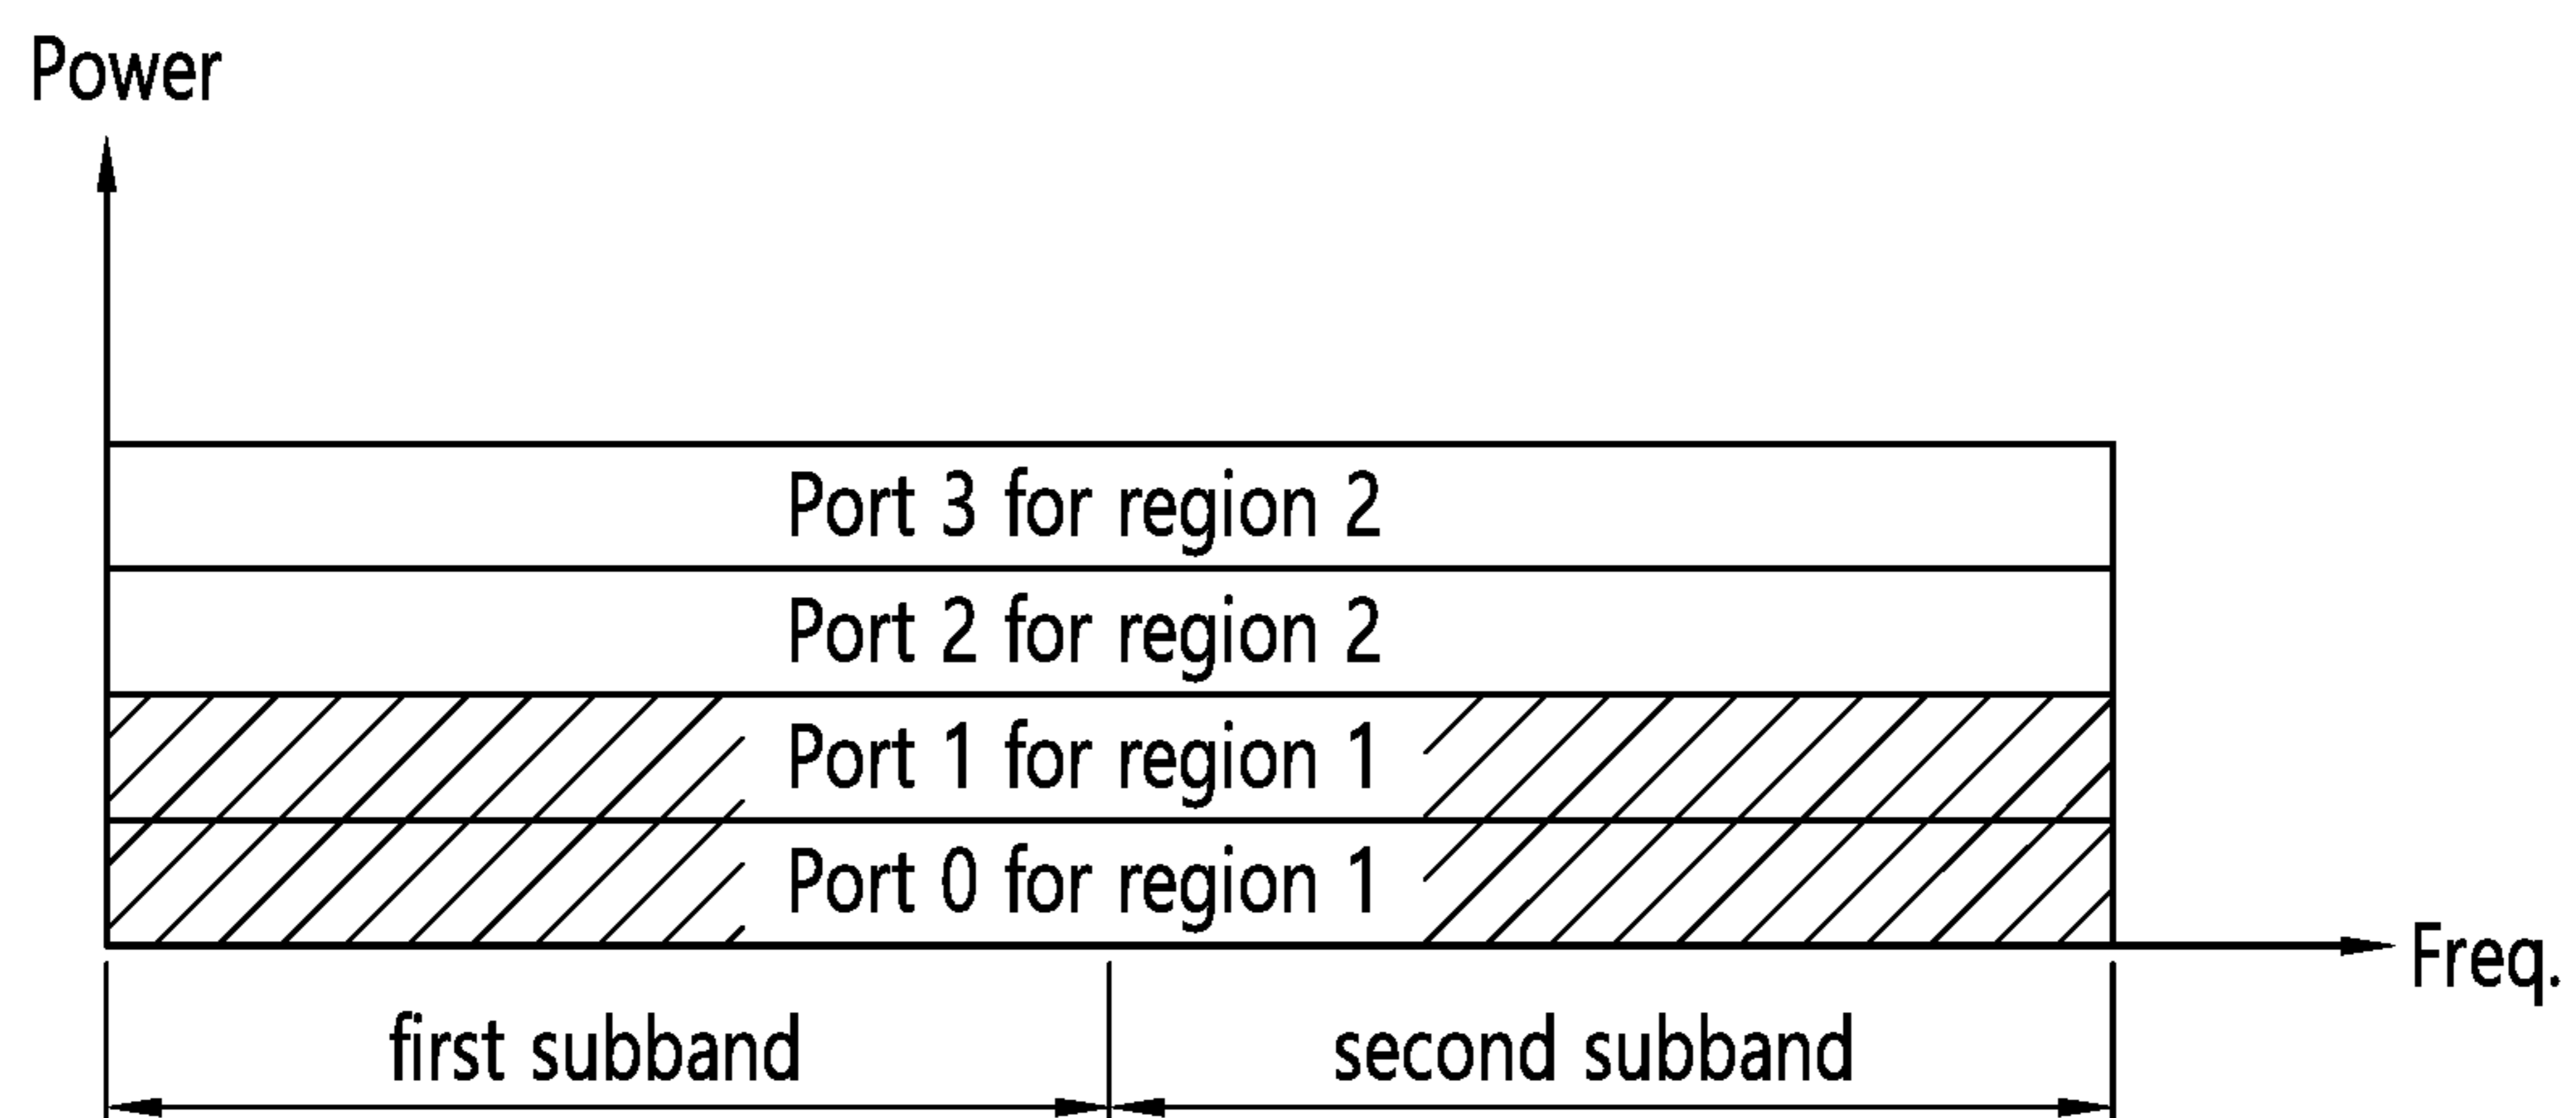 Power
Port 3 for region 2
Port 2 for region 2
Port 1 for region 1
Port 0 for region 1
Freq.
first subband
second subband